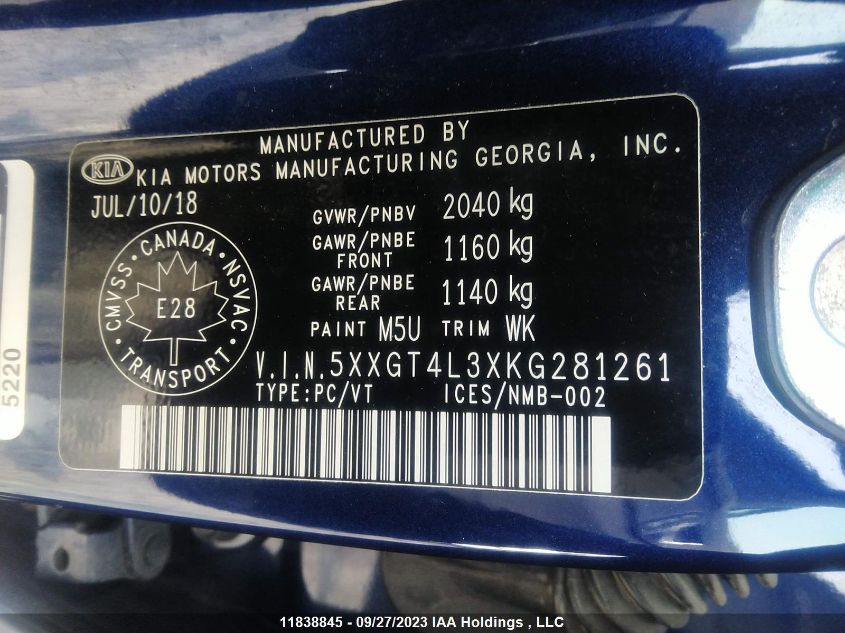 MANUFACTURED BY
KIA KIA MOTORS MANUFACTURING GEORGIA, INC.
JUL/10/18
GVWR/PNBV 2040 kg
GAWR/PNBE FRONT 1160 kg
GAWR/PNBE REAR 1140 kg
CANADA
CMVSS NSVAC
E28
TRANSPORT
PAINT M5U TRIM WK
V.I.N.5XXGT4L3XKG281261
TYPE:PC/VT ICES/NMB-002
5220
11838845 - 09/27/2023 IAA Holdings , LLC